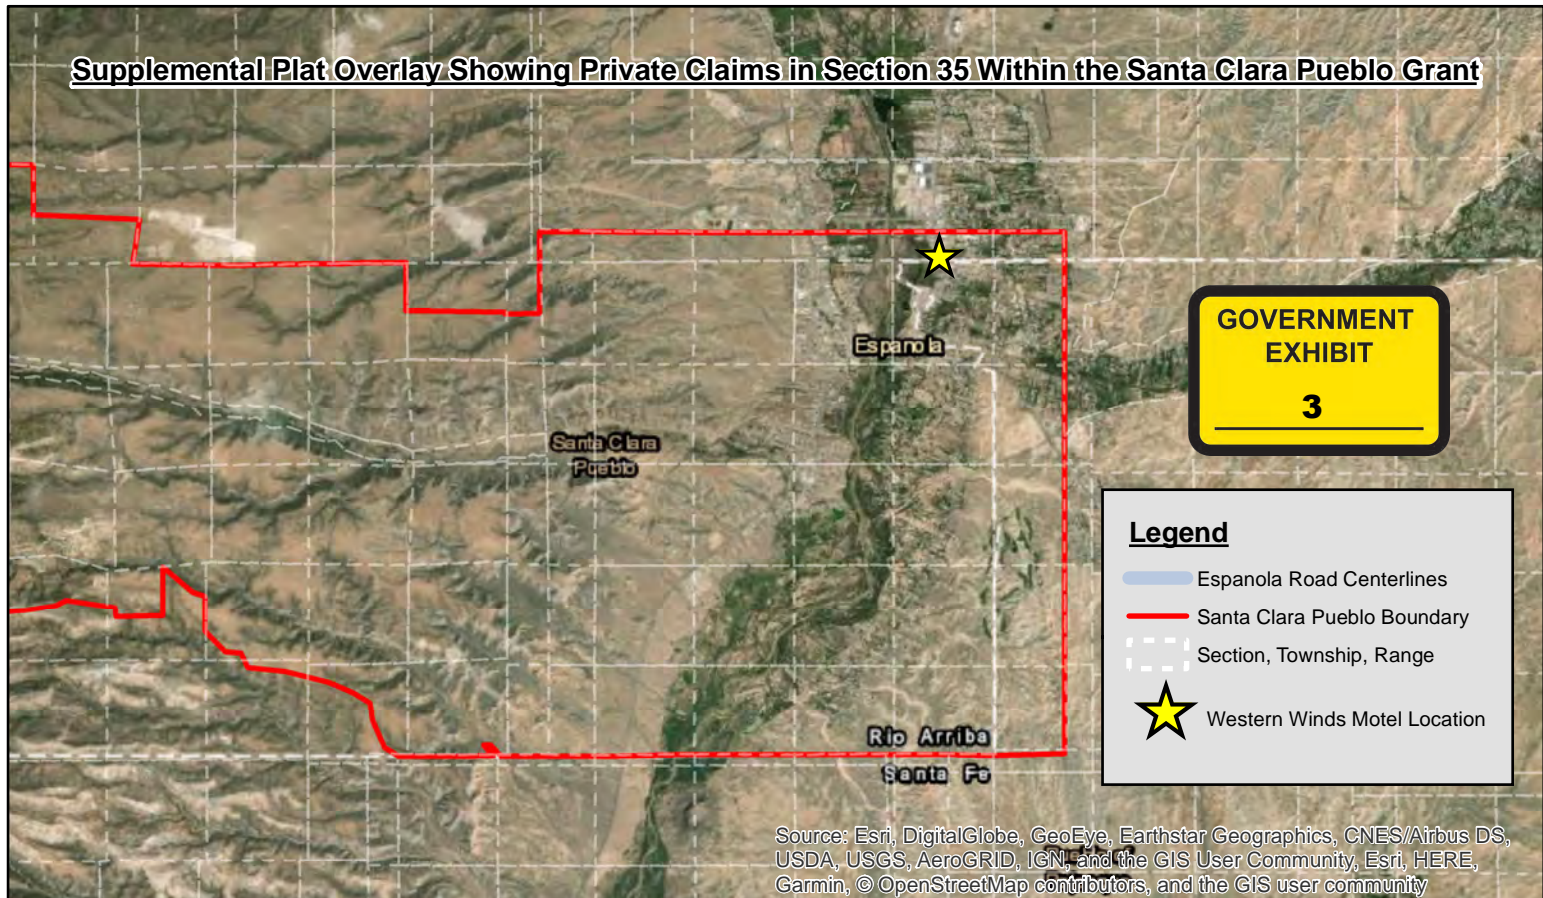 Supplemental Plat Overlay Showing Private Claims in Section 35 Within the Santa Clara Pueblo Grant
GOVERNMENT
EXHIBIT
3
Espanola
Santa Clara
Pueblo
Legend
Espanola Road Centerlines
Santa Clara Pueblo Boundary
Section, Township, Range
Western Winds Motel Location
Rio Arriba
Santa Fe
Source: Esri, DigitalGlobe, GeoEye, Earthstar Geographics, CNES/Airbus DS,
USDA, USGS, AeroGRID, IGN, and the GIS User Community, Esri, HERE,
Garmin, © OpenStreetMap contributors, and the GIS user community